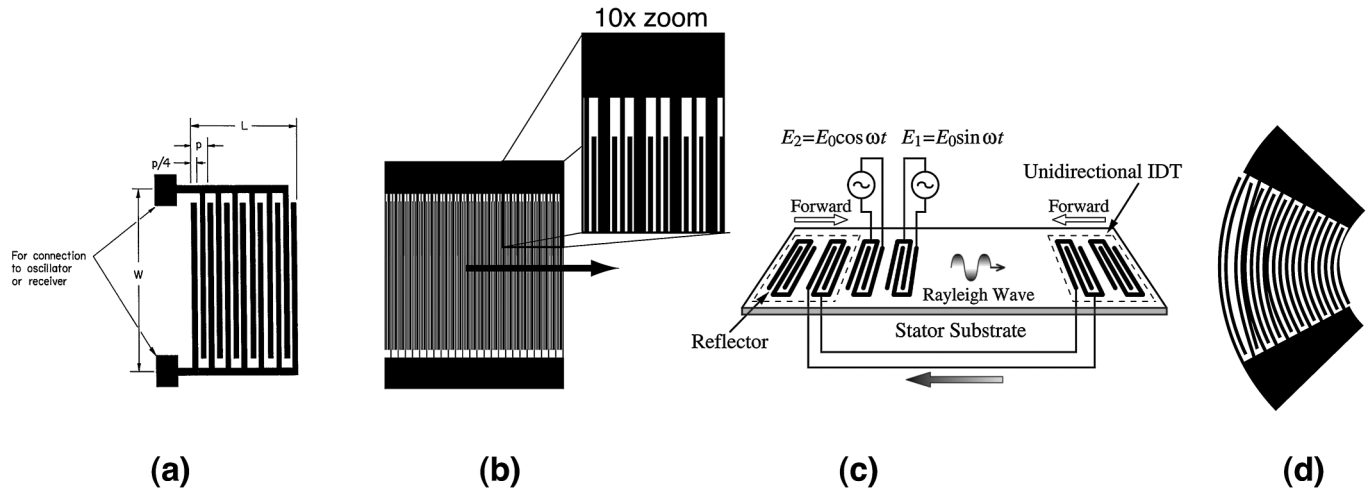 10x zoom
L
p
p/4
For connection
to oscillator
or receiver
W
E₂=E₀cos ωt
E₁=E₀sin ωt
Unidirectional IDT
Forward
Forward
Rayleigh Wave
Reflector
Stator Substrate
(a)
(b)
(c)
(d)